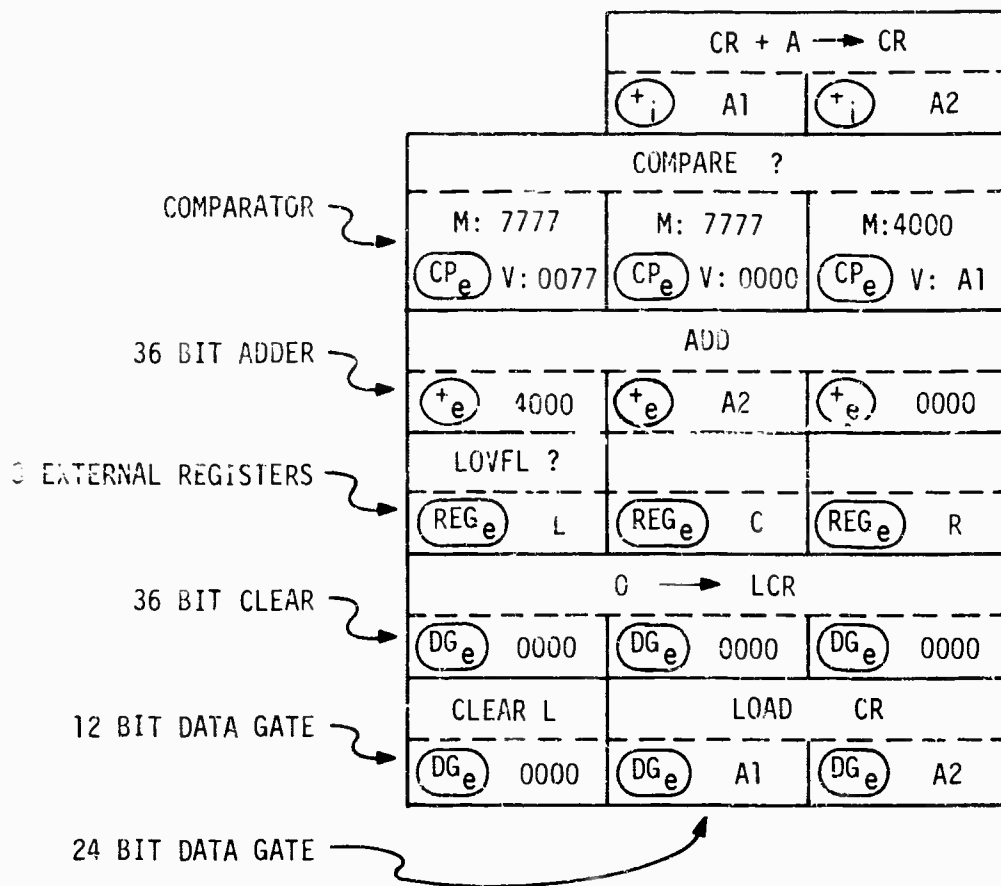 CR + A → CR
+i A1 +i A2
COMPARE ?
COMPARATOR
M: 7777 M: 7777 M:4000
CPe V: 0077 CPe V: 0000 CPe V: A1
ADD
36 BIT ADDER
+e 4000 +e A2 +e 0000
LOVFL ?
EXTERNAL REGISTERS
REGe L REGe C REGe R
0 → LCR
36 BIT CLEAR
DGe 0000 DGe 0000 DGe 0000
CLEAR L LOAD CR
12 BIT DATA GATE
DGe 0000 DGe A1 DGe A2
24 BIT DATA GATE